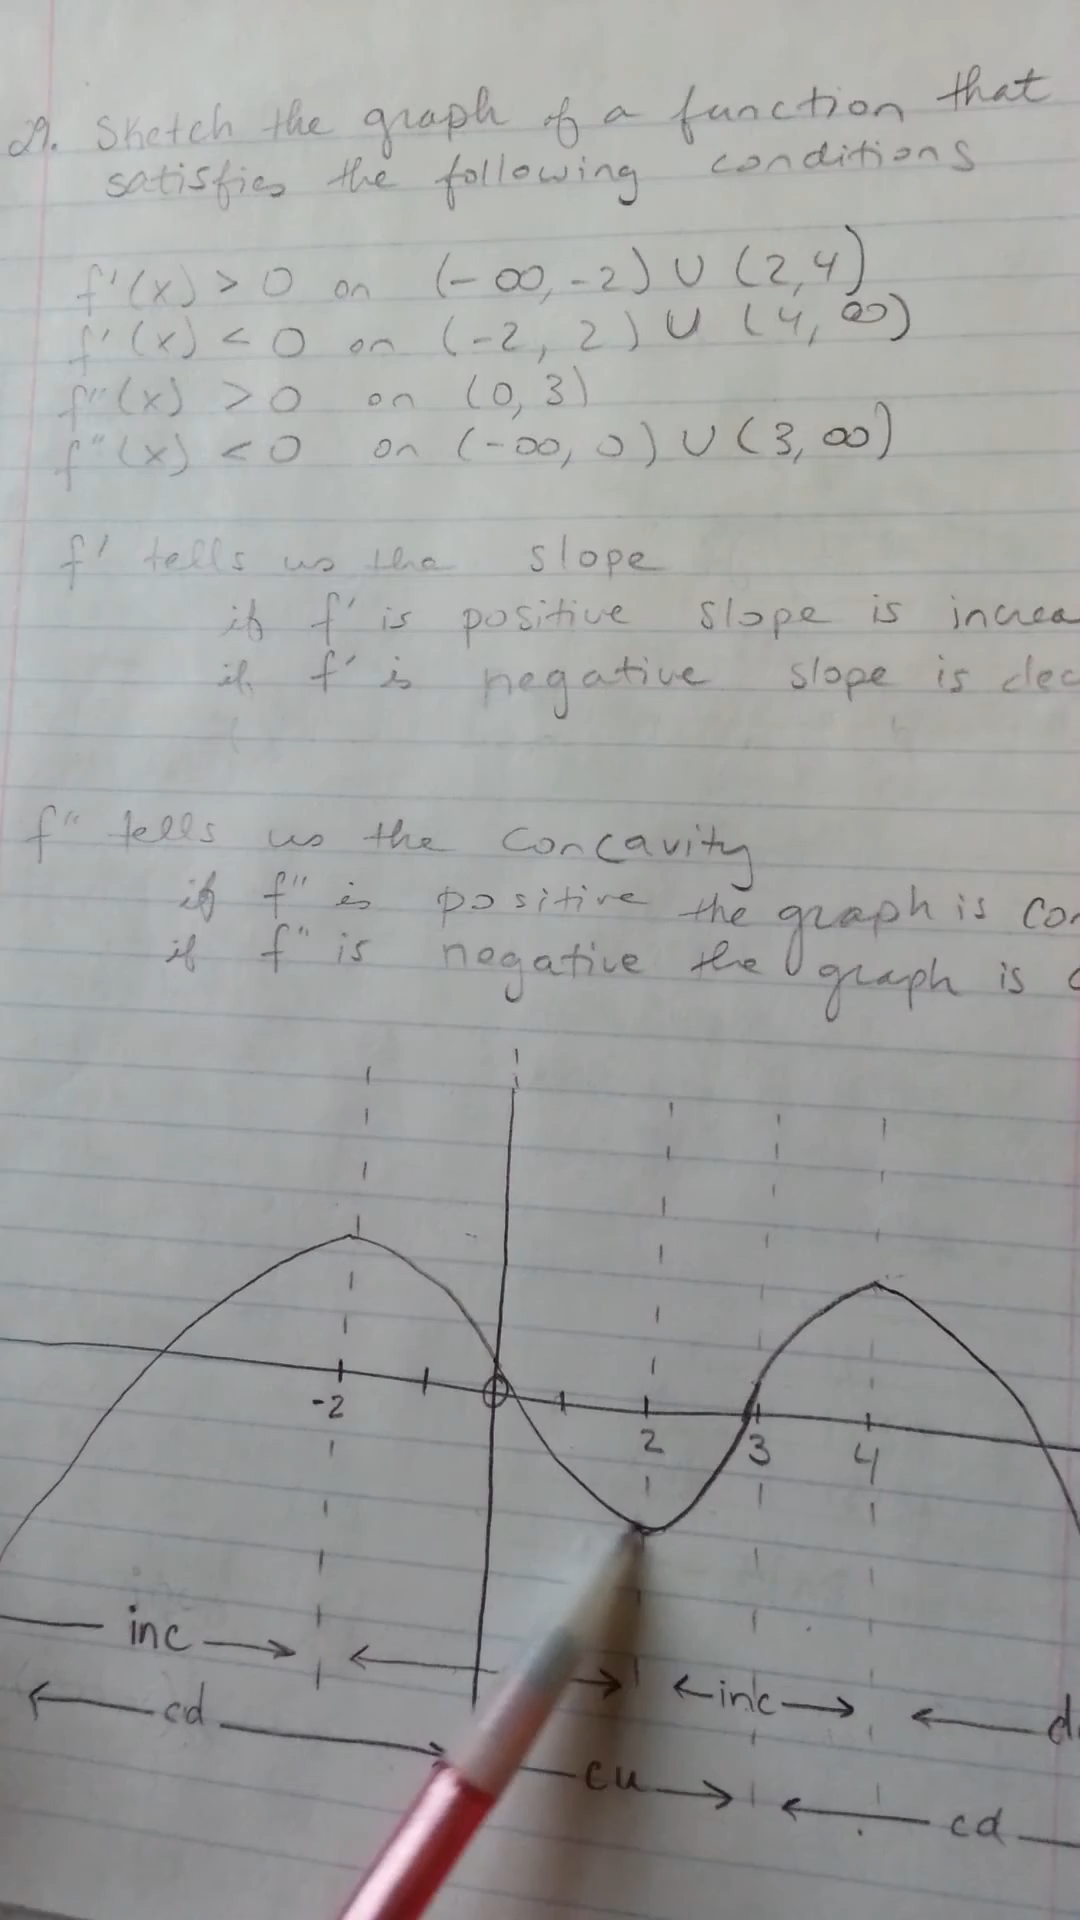 29. Sketch the graph of a function that
satisfies the following conditions
f'(x) > 0 on (-∞, -2) ∪ (2, 4)
f'(x) < 0 on (-2, 2) ∪ (4, ∞)
f"(x) > 0 on (0, 3)
f"(x) < 0 on (-∞, 0) ∪ (3, ∞)
f' tells us the slope
if f' is positive slope is increa
if f' is negative slope is dec
f" tells us the concavity
if f" is positive the graph is con
if f" is negative the graph is c
-2 2 3 4
inc inc d
cd cu cd